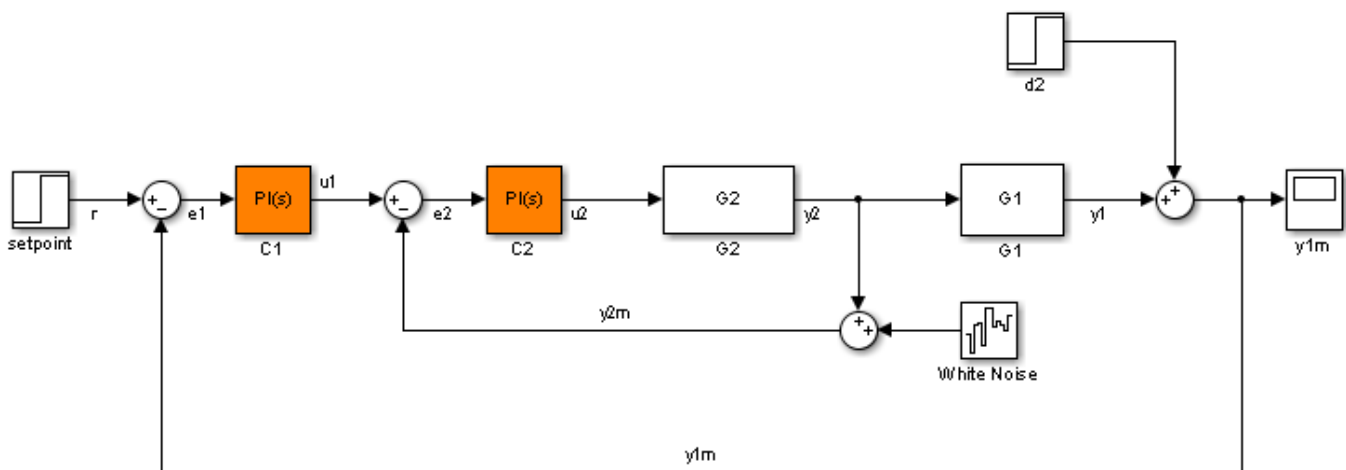 d2
setpoint
r
+
−
e1
PI(s)
C1
u1
+
−
e2
PI(s)
C2
u2
G2
G2
y2
G1
G1
y1
+
+
y1m
y2m
+
+
White Noise
y1m